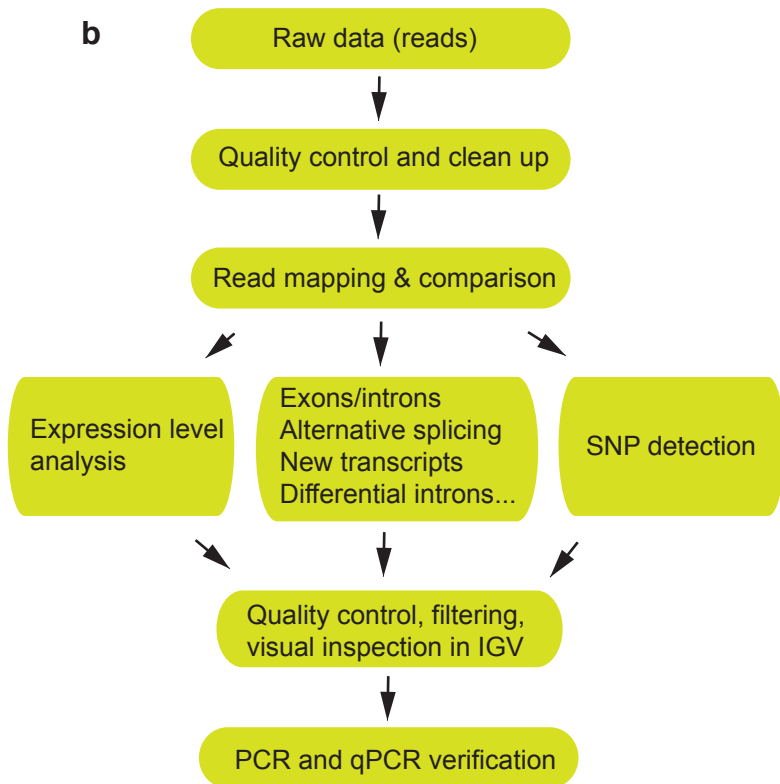 b
Raw data (reads)
Quality control and clean up
Read mapping & comparison
Expression level
analysis
Exons/introns
Alternative splicing
New transcripts
Differential introns...
SNP detection
Quality control, filtering,
visual inspection in IGV
PCR and qPCR verification